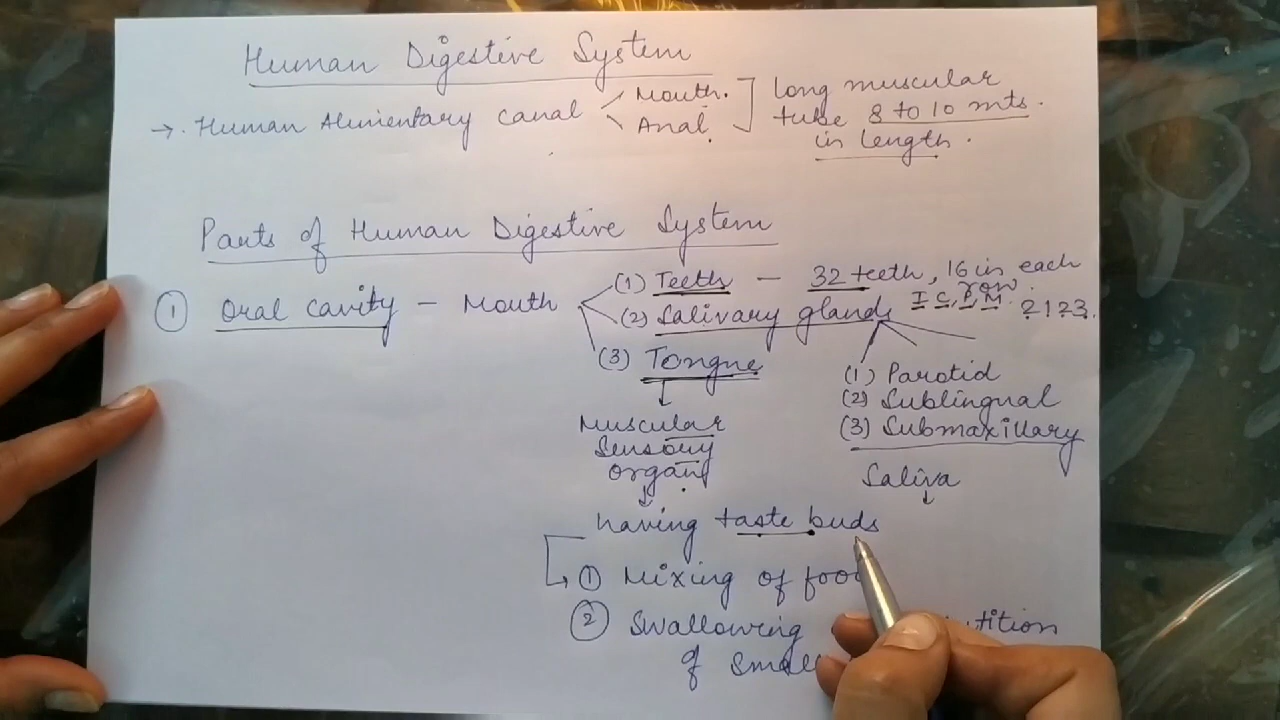 Human Digestive System
→. Human Alimentary canal Mouth. Anal.
long muscular
tube 8 to 10 mts.
in length.
Parts of Human Digestive System
① Oral cavity – Mouth
(1) Teeth – 32 teeth, 16 in each
row.
I C P M. 2123.
(2) Salivary glands
(1) Parotid
(2) Sublingual
(3) Submaxillary
Saliva
(3) Tongue
Muscular
Sensory
organ
having taste buds
① Mixing of food
② Swallowing
of small